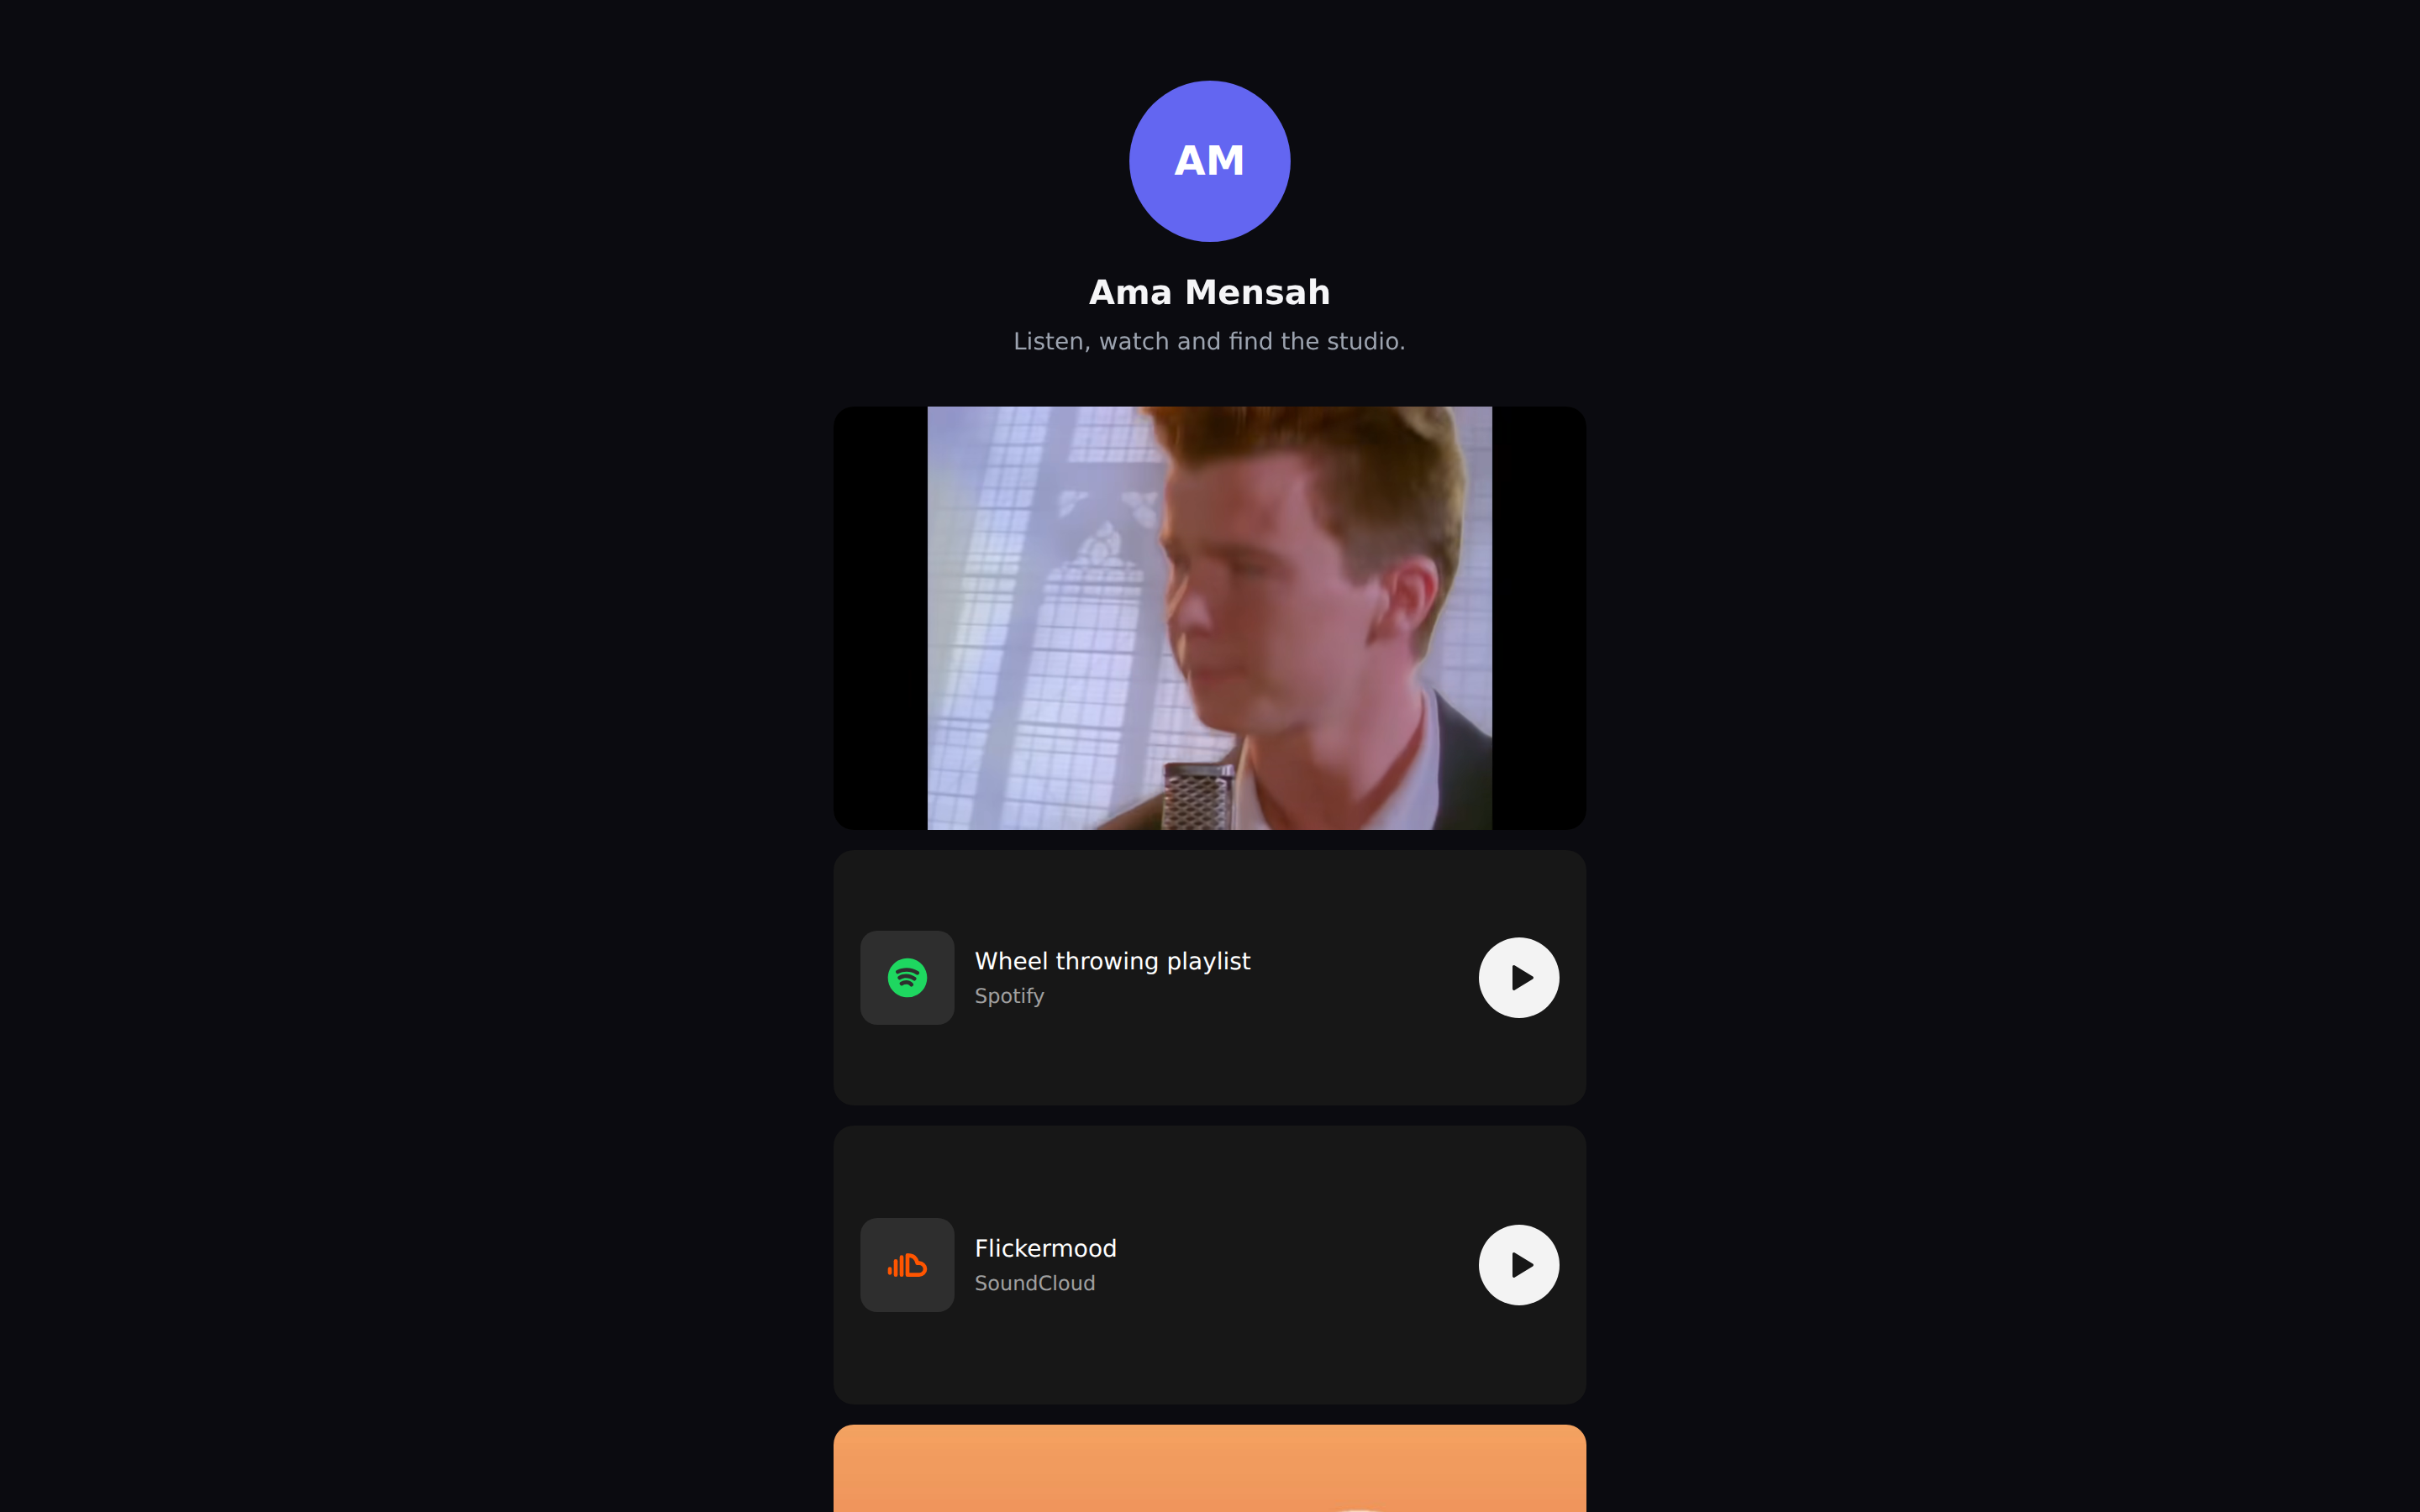 AM
Ama Mensah
Listen, watch and find the studio.
Wheel throwing playlist
Spotify
Flickermood
SoundCloud